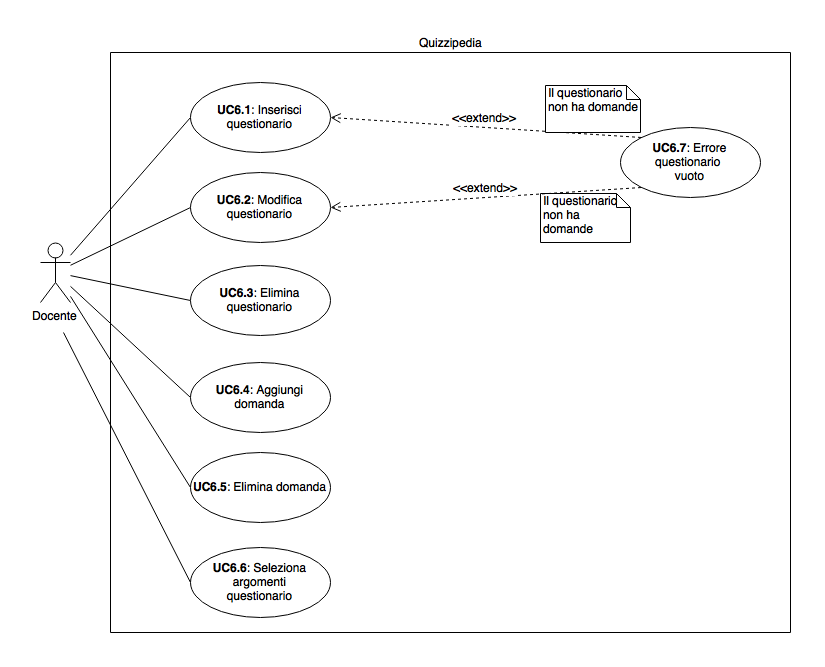 Quizzipedia
UC6.1: Inserisci
questionario
<<extend>>
Il questionario
non ha domande
UC6.7: Errore
questionario
vuoto
UC6.2: Modifica
questionario
<<extend>>
Il questionario
non ha
domande
UC6.3: Elimina
questionario
Docente
UC6.4: Aggiungi
domanda
UC6.5: Elimina domanda
UC6.6: Seleziona
argomenti
questionario